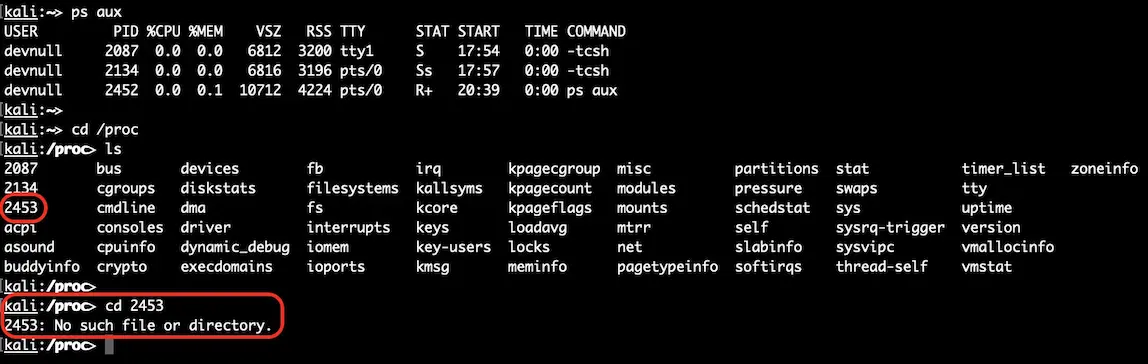 kali:~> ps aux
USER PID %CPU %MEM VSZ RSS TTY STAT START TIME COMMAND
devnull 2087 0.0 0.0 6812 3200 tty1 S 17:54 0:00 -tcsh
devnull 2134 0.0 0.0 6816 3196 pts/0 Ss 17:57 0:00 -tcsh
devnull 2452 0.0 0.1 10712 4224 pts/0 R+ 20:39 0:00 ps aux
kali:~>
kali:~> cd /proc
kali:/proc> ls
2087 bus devices fb irq kpagecgroup misc partitions stat timer_list zoneinfo
2134 cgroups diskstats filesystems kallsyms kpagecount modules pressure swaps tty
2453 cmdline dma fs kcore kpageflags mounts schedstat sys uptime
acpi consoles driver interrupts keys loadavg mtrr self sysrq-trigger version
asound cpuinfo dynamic_debug iomem key-users locks net slabinfo sysvipc vmallocinfo
buddyinfo crypto execdomains ioports kmsg meminfo pagetypeinfo softirqs thread-self vmstat
kali:/proc>
kali:/proc> cd 2453
2453: No such file or directory.
kali:/proc>